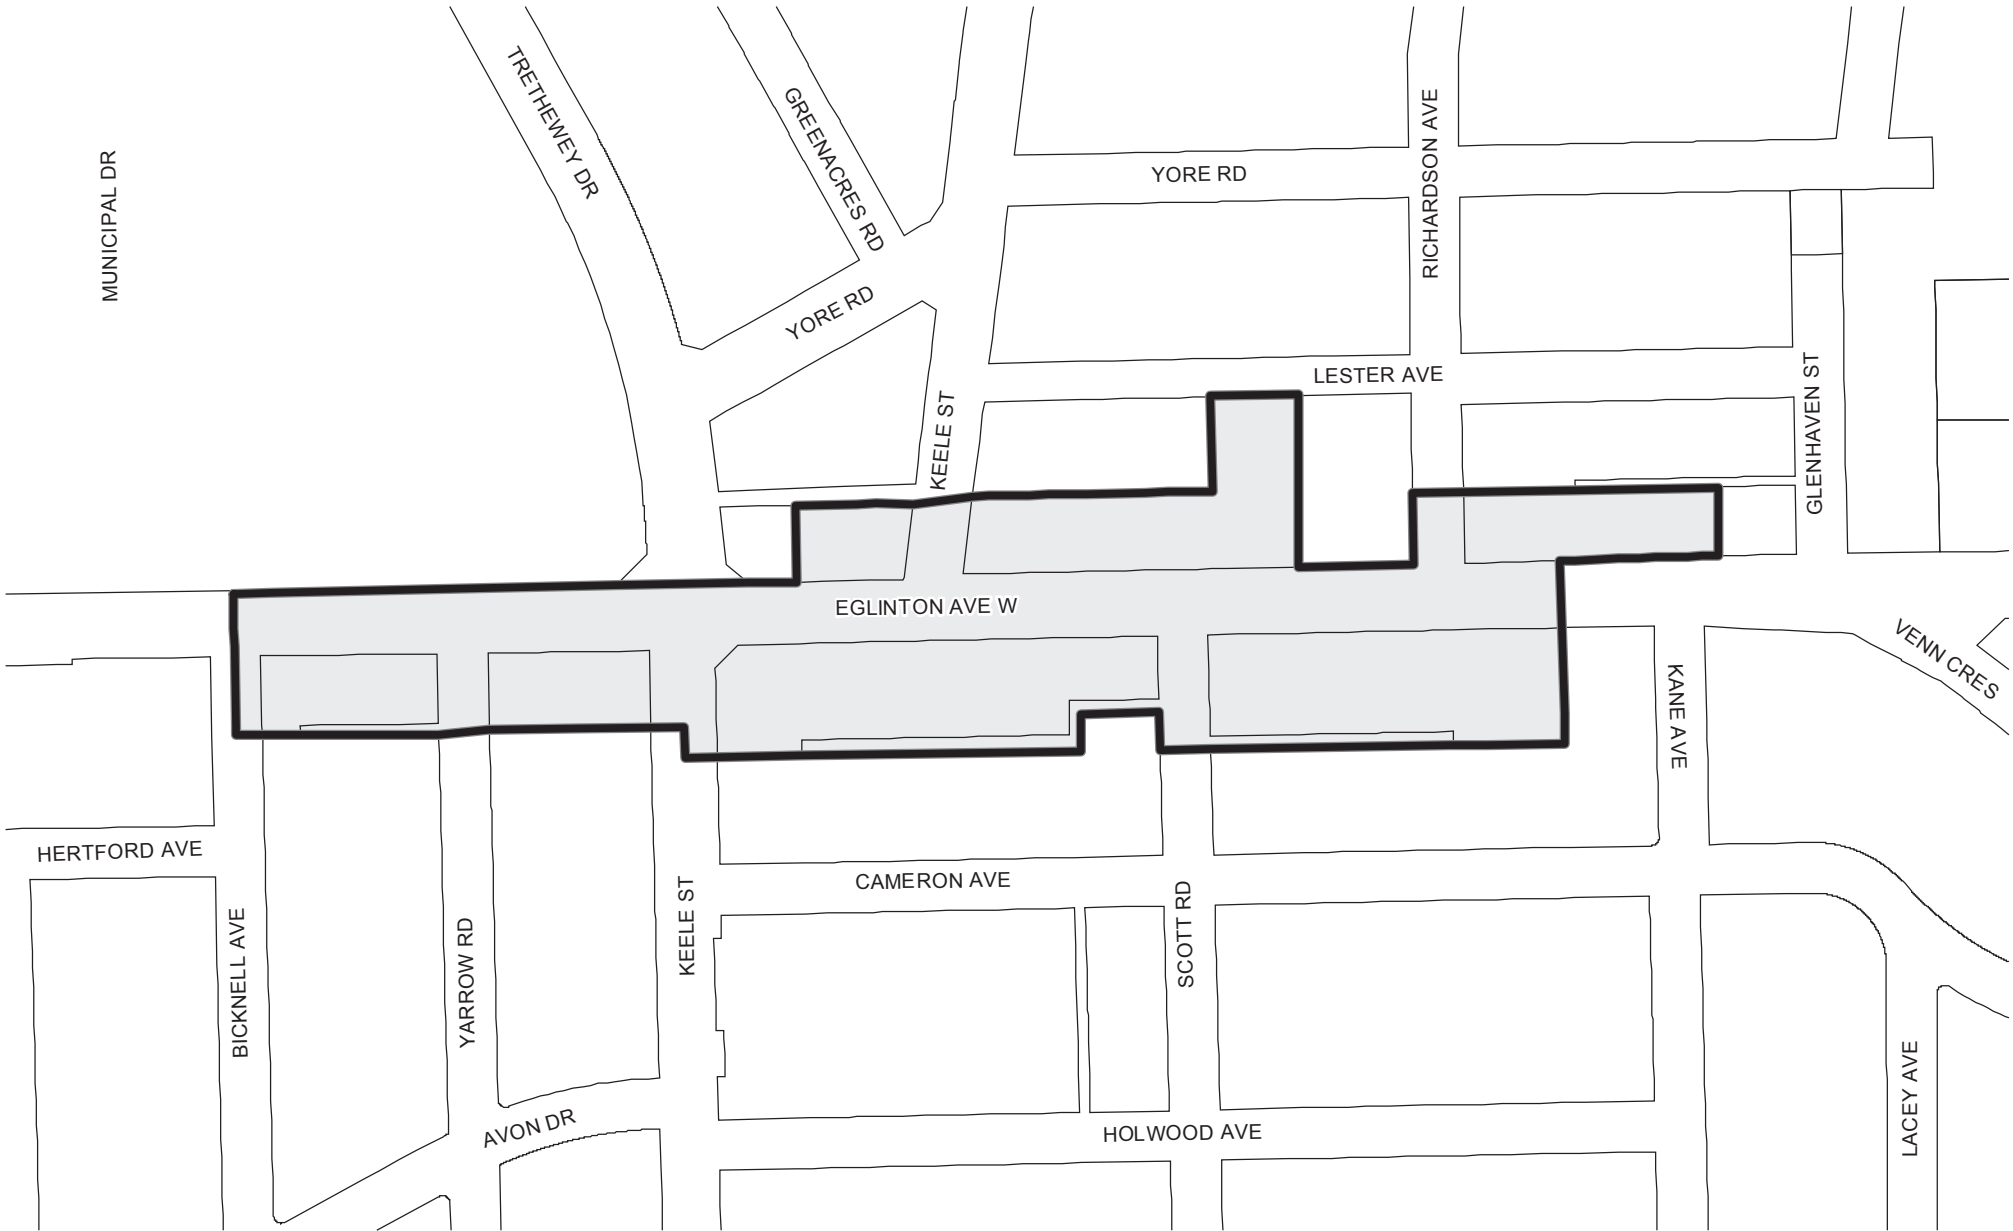 TRETHEWEY DR
GREENACRES RD
RICHARDSON AVE
MUNICIPAL DR
YORE RD
YORE RD
LESTER AVE
KEELE ST
GLENHAVEN ST
EGLINTON AVE W
VENN CRES
KANE AVE
HERTFORD AVE
CAMERON AVE
BICKNELL AVE
YARROW RD
KEELE ST
SCOTT RD
AVON DR
HOLWOOD AVE
LACEY AVE